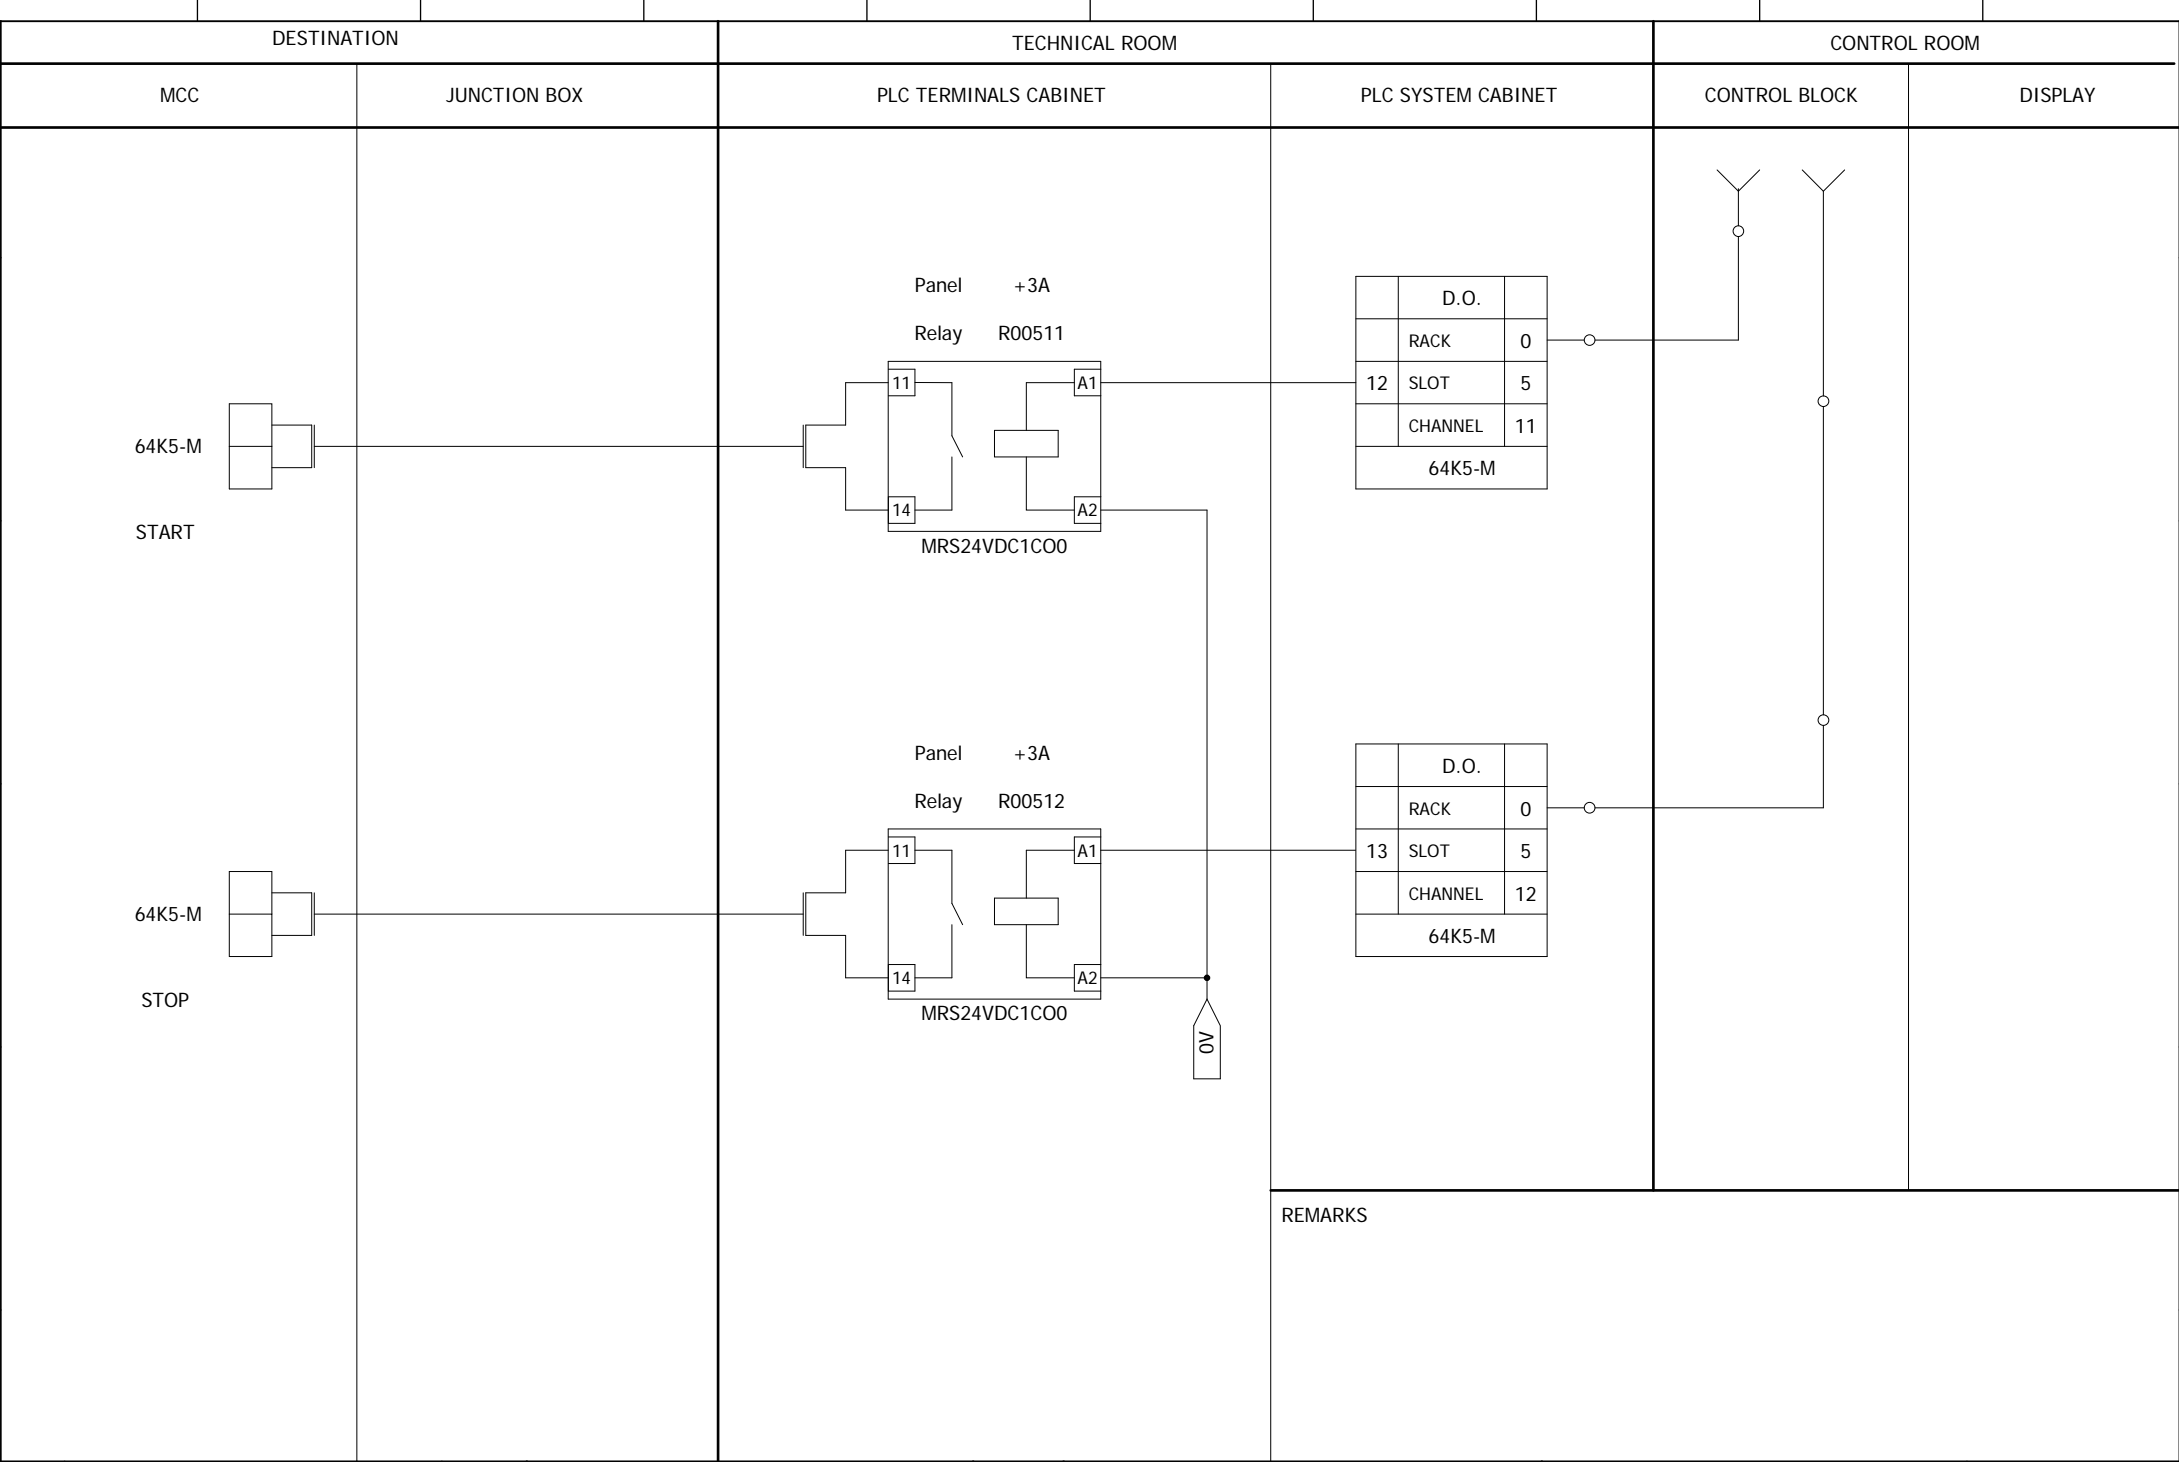 DESTINATION
TECHNICAL ROOM
CONTROL ROOM
MCC
JUNCTION BOX
PLC TERMINALS CABINET
PLC SYSTEM CABINET
CONTROL BLOCK
DISPLAY
Panel +3A
Relay R00511
11
A1
14
A2
MRS24VDC1CO0
64K5-M
START
D.O.
RACK 0
12 SLOT 5
CHANNEL 11
64K5-M
Panel +3A
Relay R00512
11
A1
14
A2
MRS24VDC1CO0
64K5-M
STOP
D.O.
RACK 0
13 SLOT 5
CHANNEL 12
64K5-M
0V
REMARKS